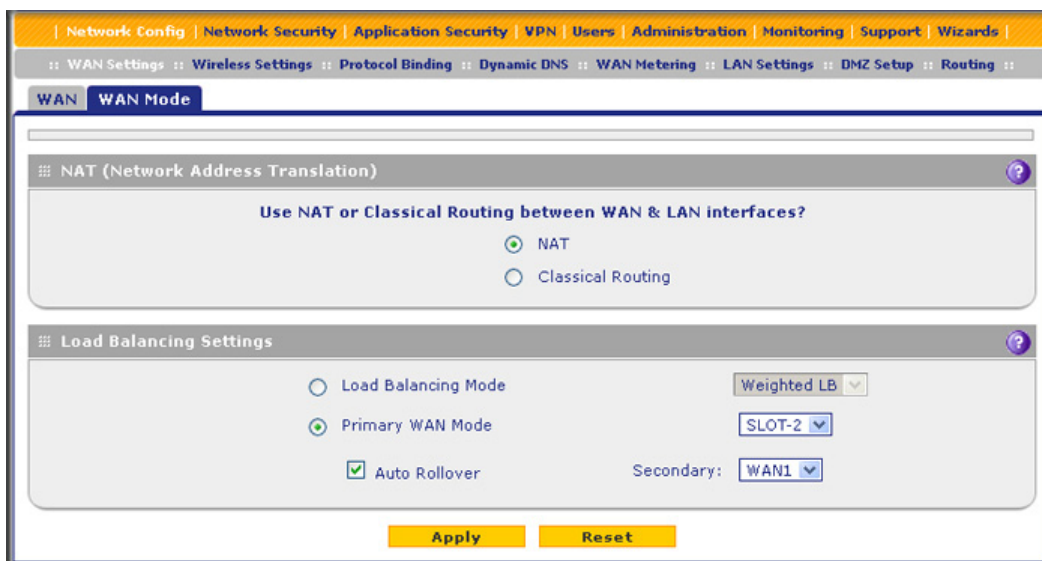 | Network Config | Network Security | Application Security | VPN | Users | Administration | Monitoring | Support | Wizards |
:: WAN Settings :: Wireless Settings :: Protocol Binding :: Dynamic DNS :: WAN Metering :: LAN Settings :: DMZ Setup :: Routing ::
WAN WAN Mode
NAT (Network Address Translation) ?
Use NAT or Classical Routing between WAN & LAN interfaces?
NAT
Classical Routing
Load Balancing Settings ?
Load Balancing Mode Weighted LB
Primary WAN Mode SLOT-2
Auto Rollover Secondary: WAN1
Apply Reset